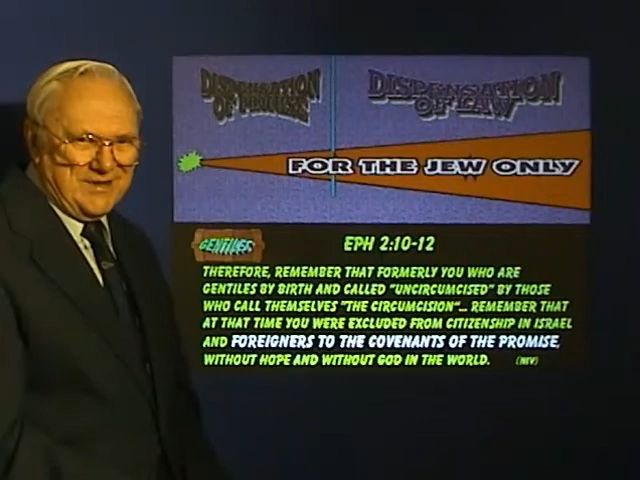 DISPENSATION
OF PROMISE
DISPENSATION
OF LAW
FOR THE JEW ONLY
GENTILES
EPH 2:10-12
THEREFORE, REMEMBER THAT FORMERLY YOU WHO ARE
GENTILES BY BIRTH AND CALLED "UNCIRCUMCISED" BY THOSE
WHO CALL THEMSELVES "THE CIRCUMCISION"... REMEMBER THAT
AT THAT TIME YOU WERE EXCLUDED FROM CITIZENSHIP IN ISRAEL
AND FOREIGNERS TO THE COVENANTS OF THE PROMISE,
WITHOUT HOPE AND WITHOUT GOD IN THE WORLD. (NIV)